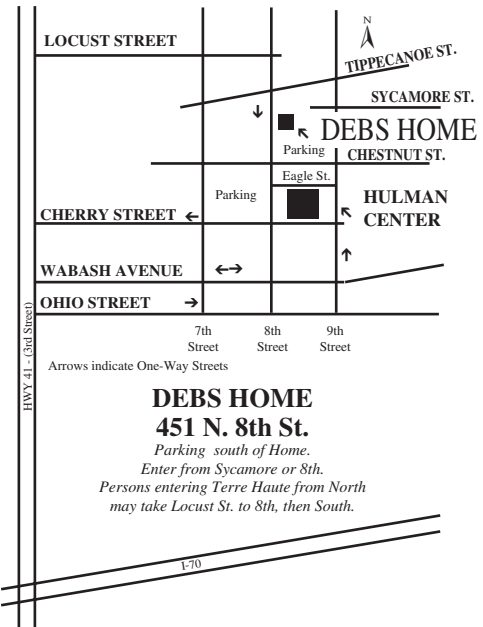 N
LOCUST STREET
TIPPECANOE ST.
SYCAMORE ST.
DEBS HOME
Parking
CHESTNUT ST.
Eagle St.
Parking
HULMAN
CENTER
CHERRY STREET
WABASH AVENUE
OHIO STREET
HWY 41 - (3rd Street)
7th
Street
8th
Street
9th
Street
Arrows indicate One-Way Streets
DEBS HOME
451 N. 8th St.
Parking south of Home.
Enter from Sycamore or 8th.
Persons entering Terre Haute from North
may take Locust St. to 8th, then South.
I-70